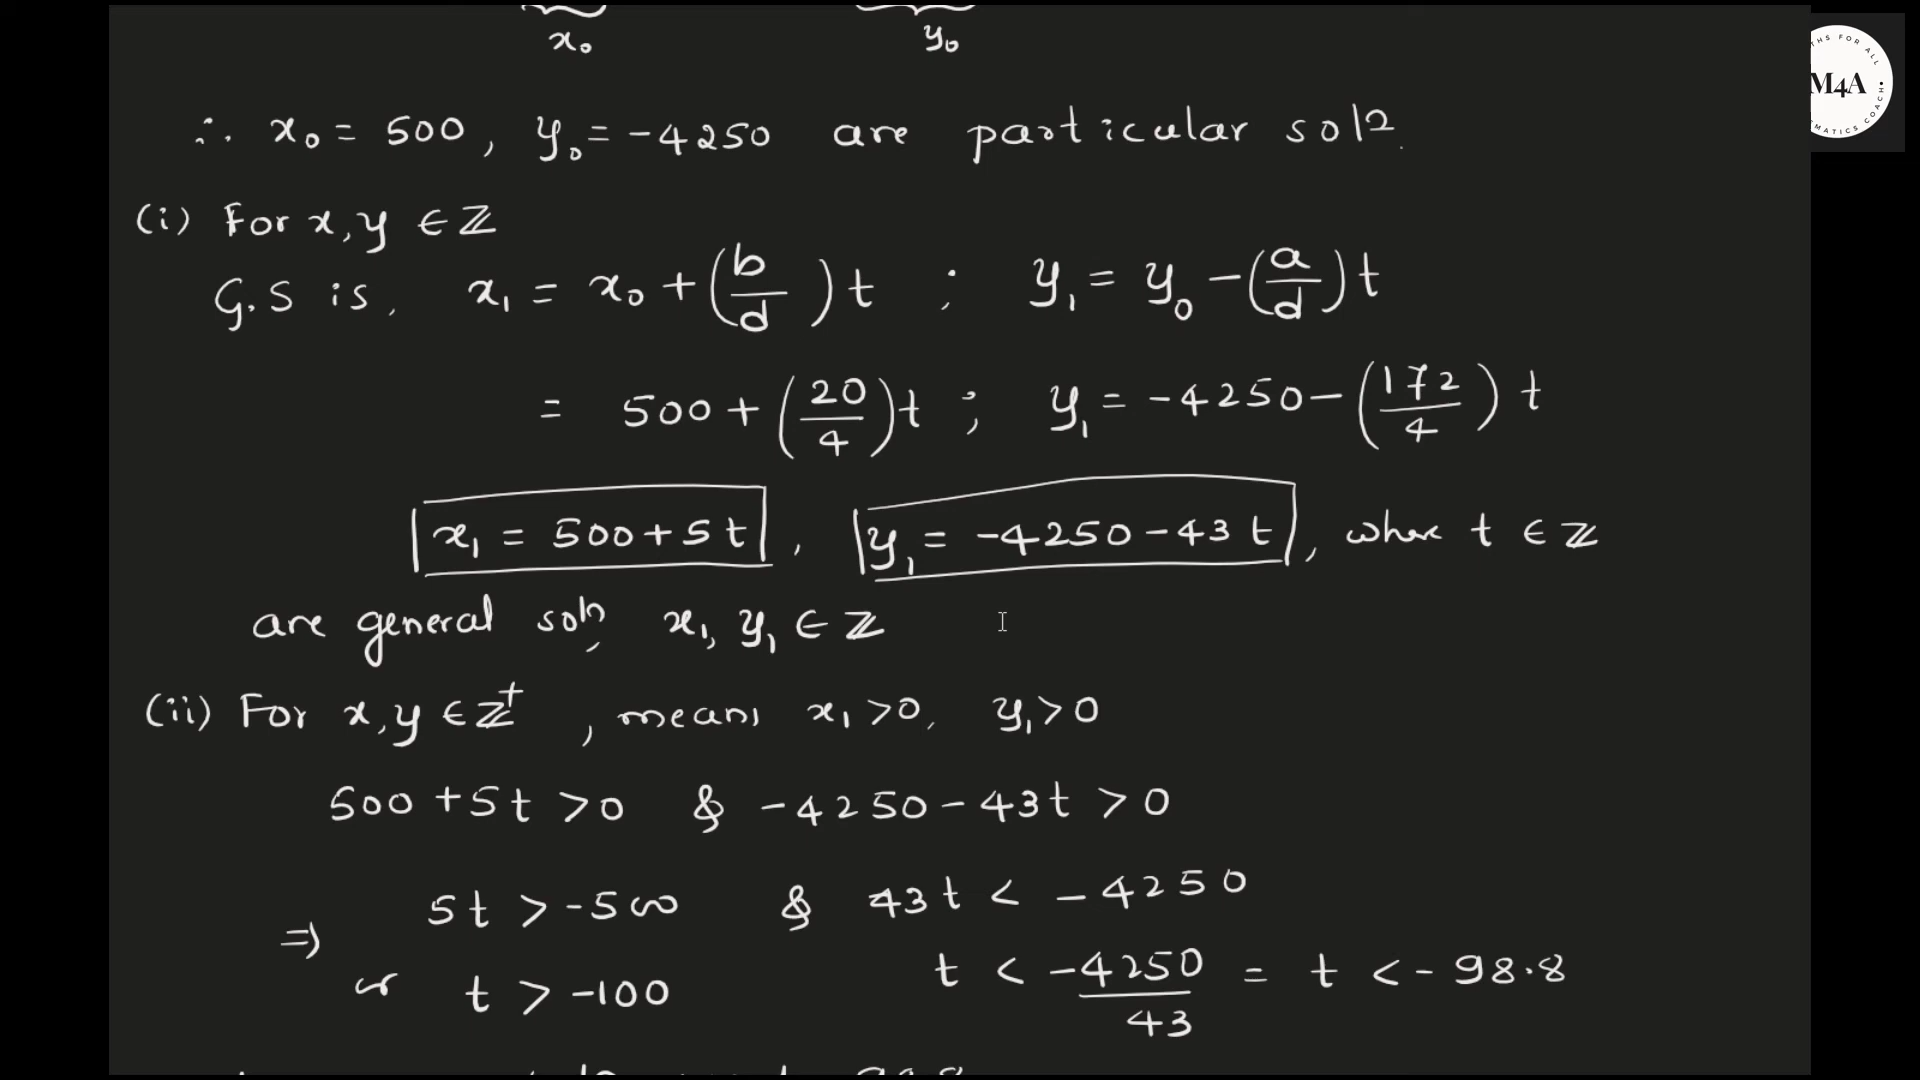 x₀ y₀
∴ x₀ = 500, y₀ = -4250 are particular solⁿ.
(i) For x, y ∈ ℤ
G.S is, x₁ = x₀ + (b/d) t ; y₁ = y₀ - (a/d) t
= 500 + (20/4) t ; y₁ = -4250 - (172/4) t
x₁ = 500 + 5t , y₁ = -4250 - 43t , where t ∈ ℤ
are general solⁿ, x₁, y₁ ∈ ℤ
(ii) For x, y ∈ ℤ⁺ , means x₁ > 0, y₁ > 0
500 + 5t > 0 & -4250 - 43t > 0
⇒ 5t > -500 & 43t < -4250
or t > -100 t < -4250/43 = t < -98.8
M4A